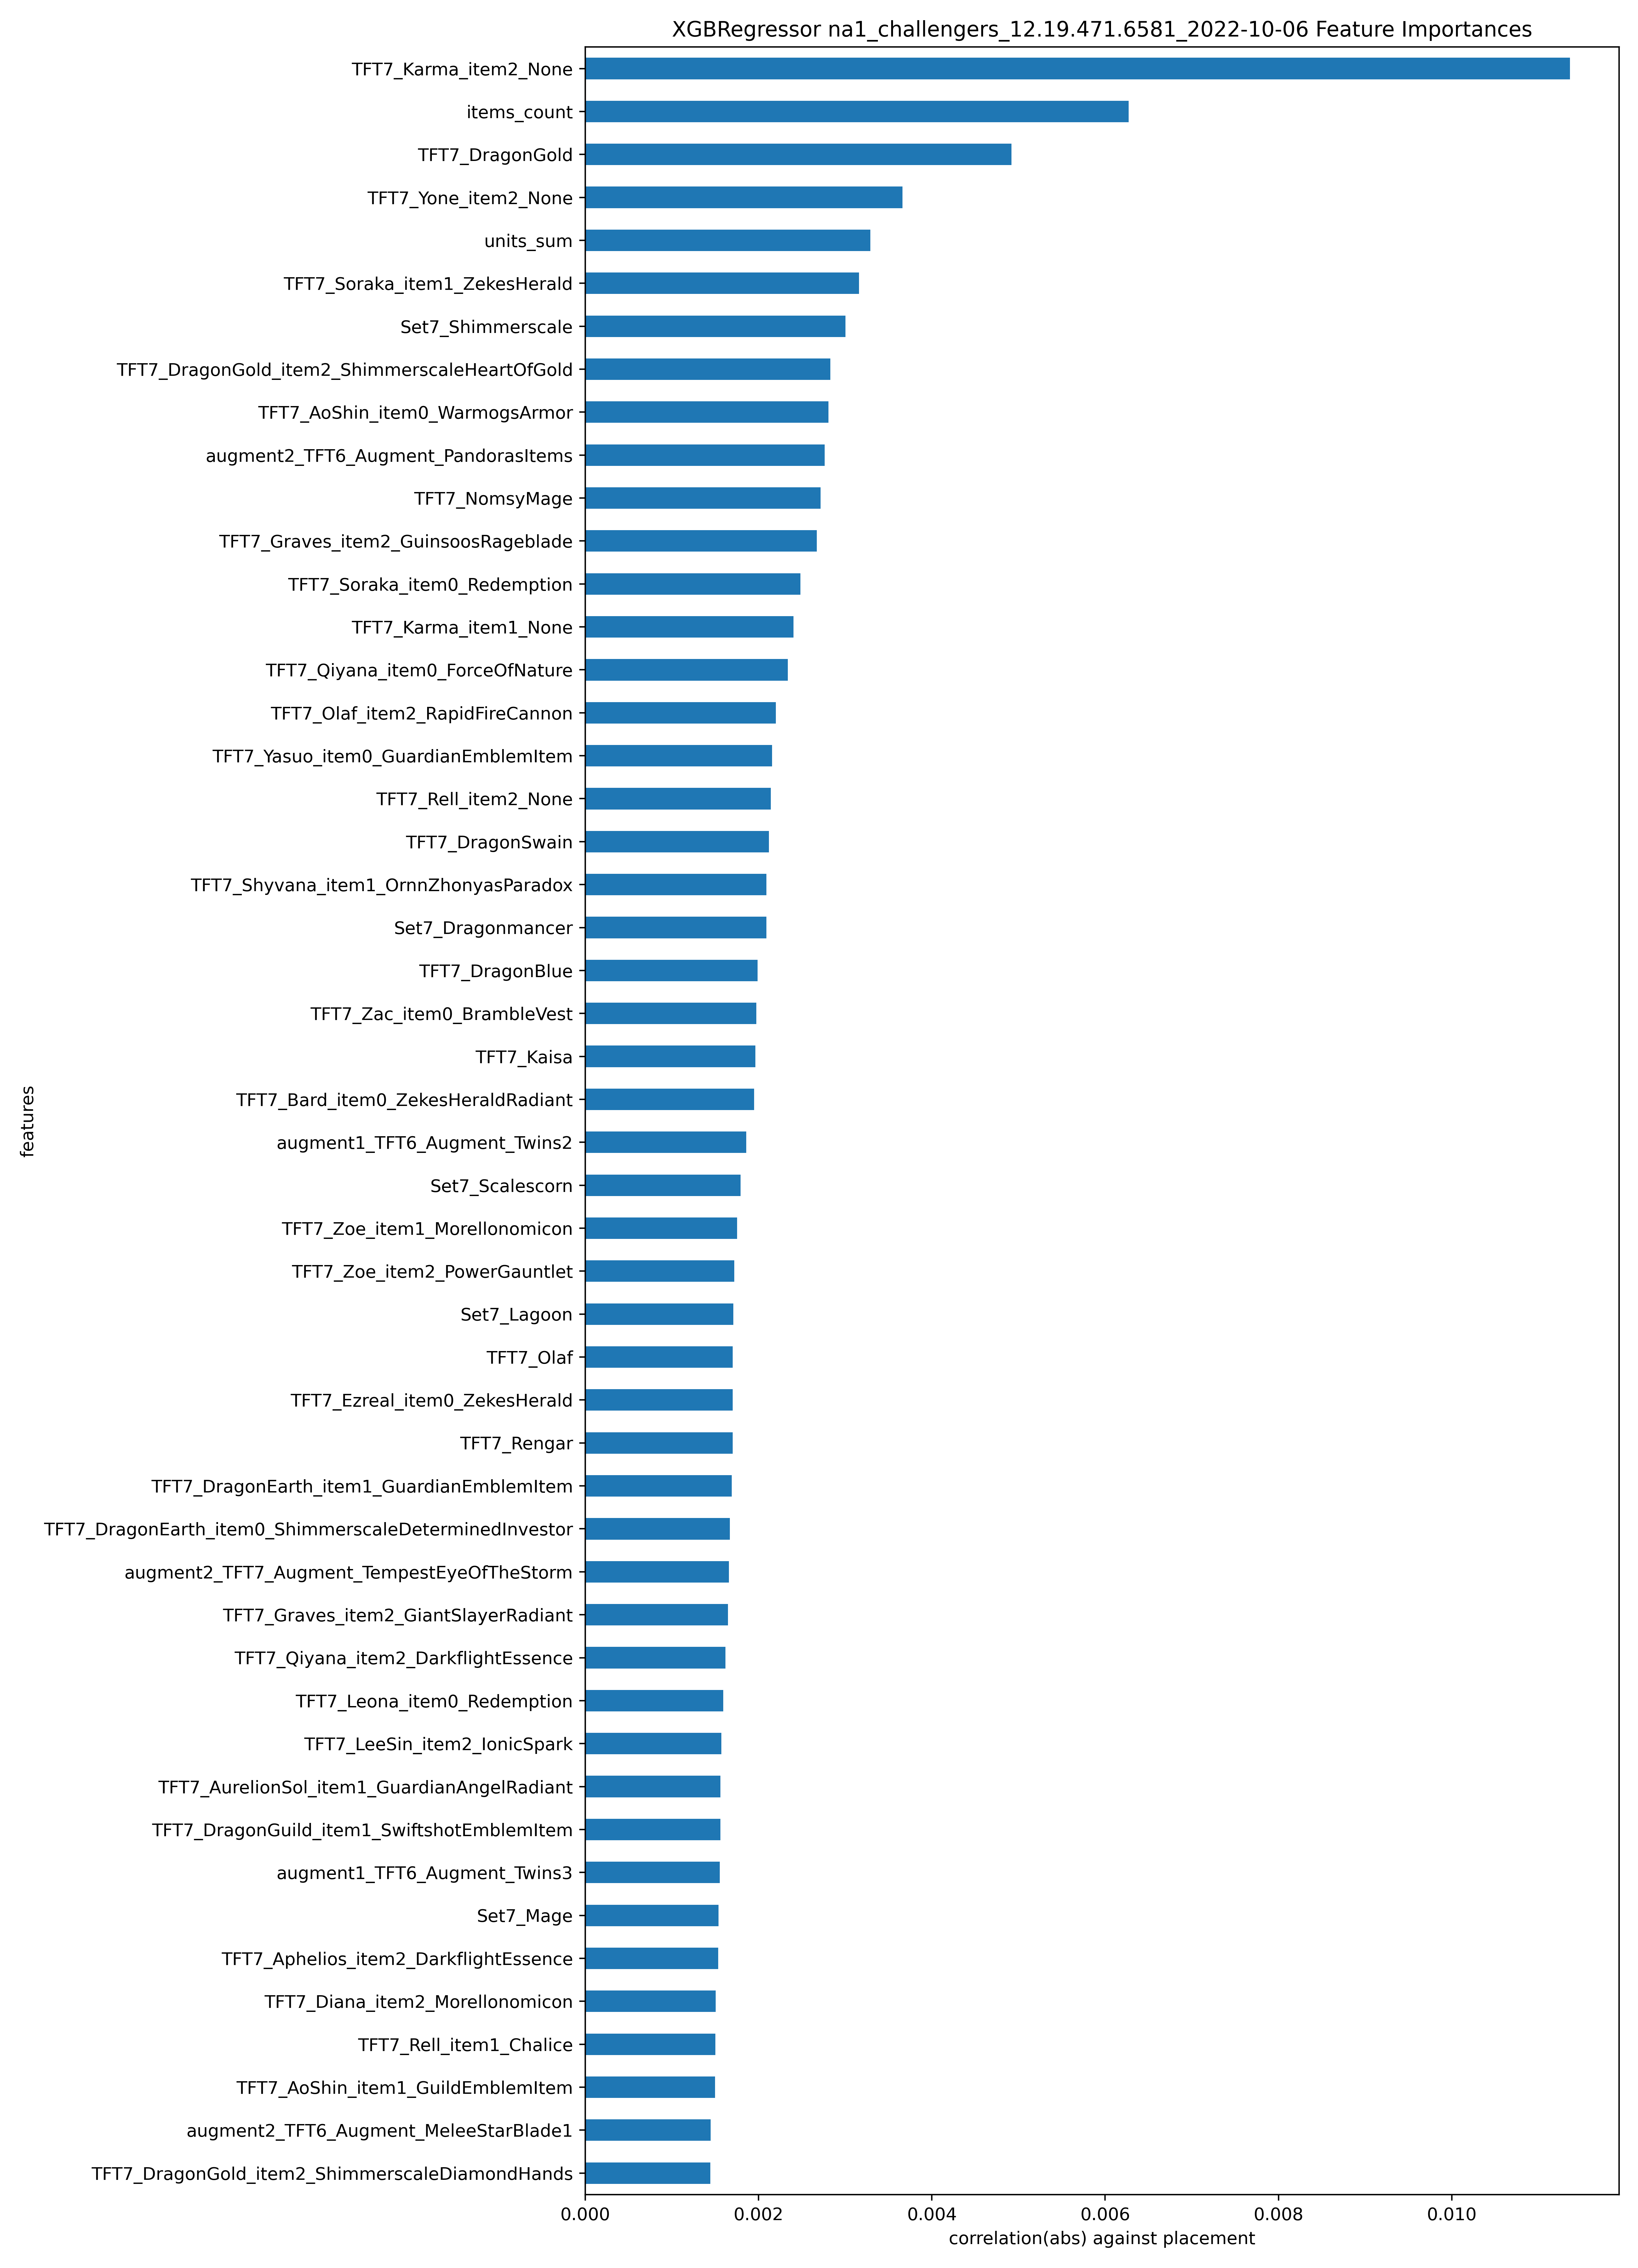 XGBRegressor na1_challengers_12.19.471.6581_2022-10-06 Feature Importances
TFT7_Karma_item2_None
items_count
TFT7_DragonGold
TFT7_Yone_item2_None
units_sum
TFT7_Soraka_item1_ZekesHerald
Set7_Shimmerscale
TFT7_DragonGold_item2_ShimmerscaleHeartOfGold
TFT7_AoShin_item0_WarmogsArmor
augment2_TFT6_Augment_PandorasItems
TFT7_NomsyMage
TFT7_Graves_item2_GuinsoosRageblade
TFT7_Soraka_item0_Redemption
TFT7_Karma_item1_None
TFT7_Qiyana_item0_ForceOfNature
TFT7_Olaf_item2_RapidFireCannon
TFT7_Yasuo_item0_GuardianEmblemItem
TFT7_Rell_item2_None
TFT7_DragonSwain
TFT7_Shyvana_item1_OrnnZhonyasParadox
Set7_Dragonmancer
TFT7_DragonBlue
TFT7_Zac_item0_BrambleVest
TFT7_Kaisa
TFT7_Bard_item0_ZekesHeraldRadiant
augment1_TFT6_Augment_Twins2
Set7_Scalescorn
TFT7_Zoe_item1_Morellonomicon
TFT7_Zoe_item2_PowerGauntlet
Set7_Lagoon
TFT7_Olaf
TFT7_Ezreal_item0_ZekesHerald
TFT7_Rengar
TFT7_DragonEarth_item1_GuardianEmblemItem
TFT7_DragonEarth_item0_ShimmerscaleDeterminedInvestor
augment2_TFT7_Augment_TempestEyeOfTheStorm
TFT7_Graves_item2_GiantSlayerRadiant
TFT7_Qiyana_item2_DarkflightEssence
TFT7_Leona_item0_Redemption
TFT7_LeeSin_item2_IonicSpark
TFT7_AurelionSol_item1_GuardianAngelRadiant
TFT7_DragonGuild_item1_SwiftshotEmblemItem
augment1_TFT6_Augment_Twins3
Set7_Mage
TFT7_Aphelios_item2_DarkflightEssence
TFT7_Diana_item2_Morellonomicon
TFT7_Rell_item1_Chalice
TFT7_AoShin_item1_GuildEmblemItem
augment2_TFT6_Augment_MeleeStarBlade1
TFT7_DragonGold_item2_ShimmerscaleDiamondHands
features
0.000 0.002 0.004 0.006 0.008 0.010
correlation(abs) against placement